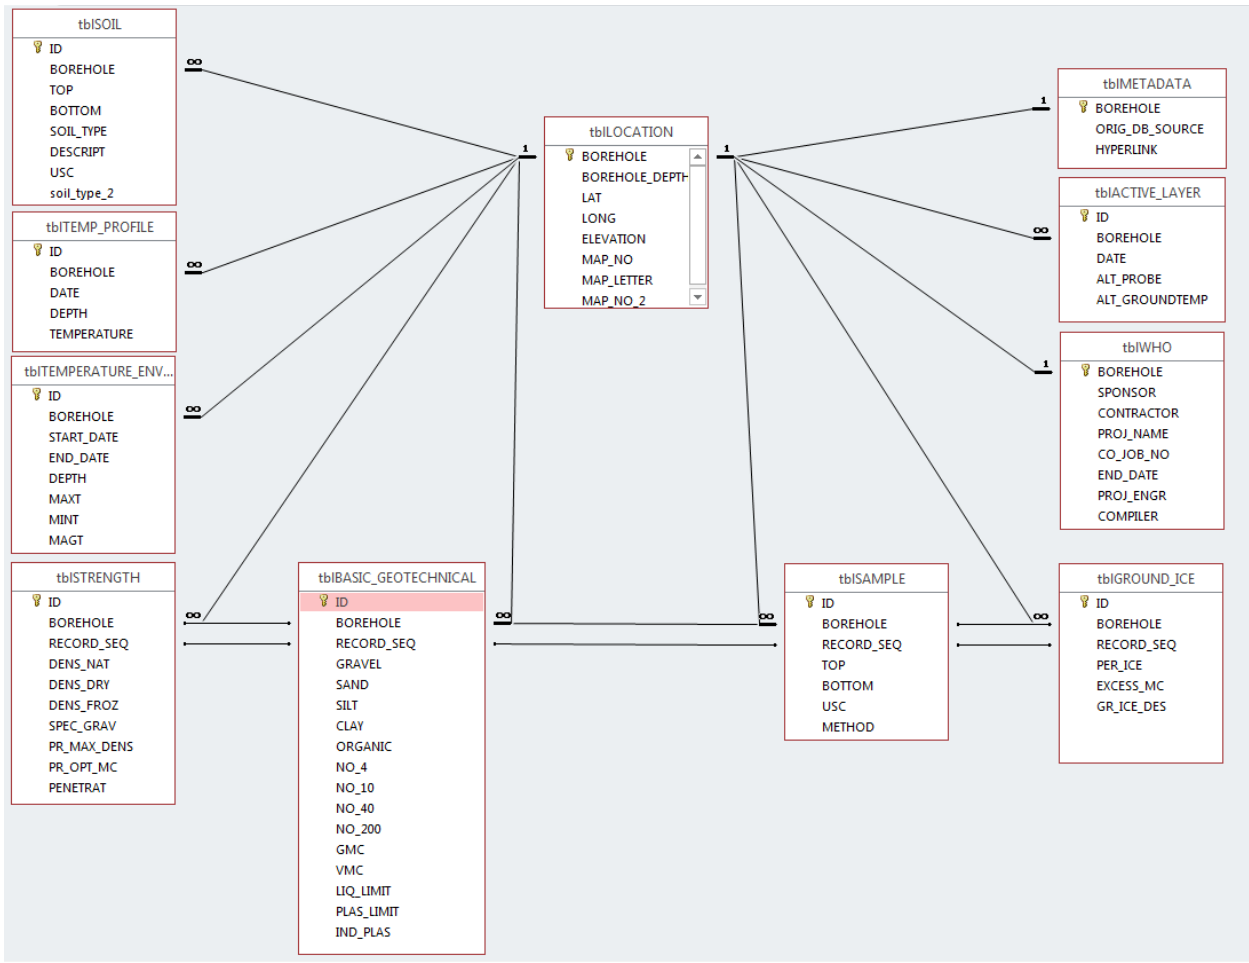 tblSOIL
ID
BOREHOLE
TOP
BOTTOM
SOIL_TYPE
DESCRIPT
USC
soil_type_2
tblTEMP_PROFILE
ID
BOREHOLE
DATE
DEPTH
TEMPERATURE
tblTEMPERATURE_ENV...
ID
BOREHOLE
START_DATE
END_DATE
DEPTH
MAXT
MINT
MAGT
tblSTRENGTH
ID
BOREHOLE
RECORD_SEQ
DENS_NAT
DENS_DRY
DENS_FROZ
SPEC_GRAV
PR_MAX_DENS
PR_OPT_MC
PENETRAT
∞
∞
∞
∞
tblBASIC_GEOTECHNICAL
ID
BOREHOLE
RECORD_SEQ
GRAVEL
SAND
SILT
CLAY
ORGANIC
NO_4
NO_10
NO_40
NO_200
GMC
VMC
LIQ_LIMIT
PLAS_LIMIT
IND_PLAS
∞
1
tblLOCATION
BOREHOLE
BOREHOLE_DEPTH
LAT
LONG
ELEVATION
MAP_NO
MAP_LETTER
MAP_NO_2
1
∞
tblSAMPLE
ID
BOREHOLE
RECORD_SEQ
TOP
BOTTOM
USC
METHOD
1
∞
1
∞
tblMETADATA
BOREHOLE
ORIG_DB_SOURCE
HYPERLINK
tblACTIVE_LAYER
ID
BOREHOLE
DATE
ALT_PROBE
ALT_GROUNDTEMP
tblWHO
BOREHOLE
SPONSOR
CONTRACTOR
PROJ_NAME
CO_JOB_NO
END_DATE
PROJ_ENGR
COMPILER
tblGROUND_ICE
ID
BOREHOLE
RECORD_SEQ
PER_ICE
EXCESS_MC
GR_ICE_DES